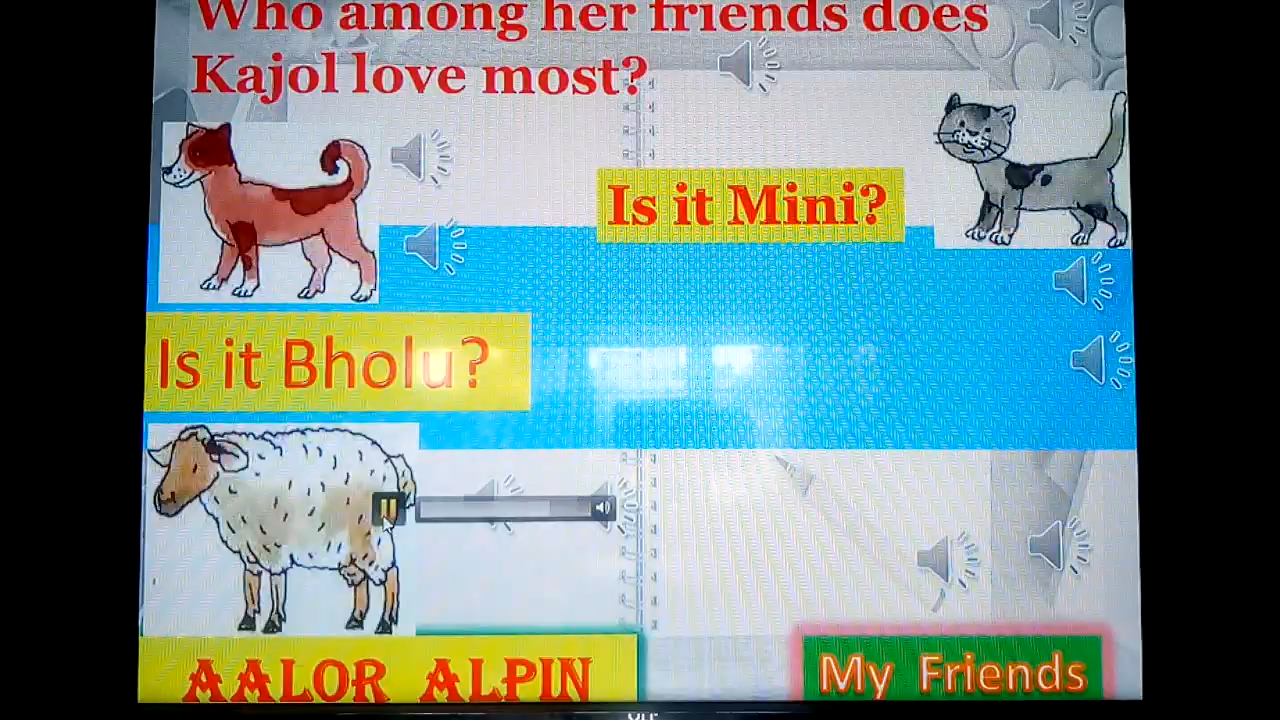 Who among her friends does
Kajol love most?
Is it Mini?
Is it Bholu?
AALOR ALPIN
My Friends